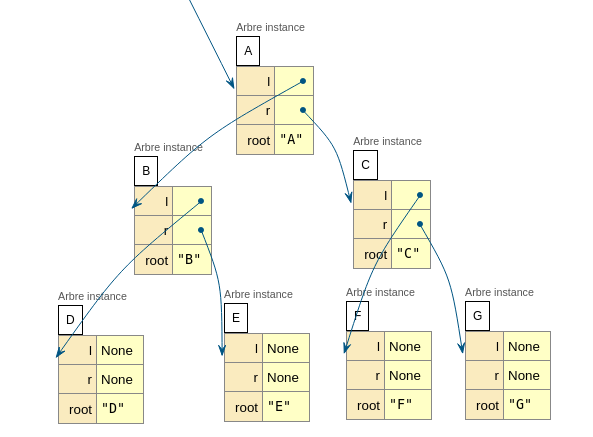 Arbre instance
A
l
r
root "A"
Arbre instance
B
l
r
root "B"
Arbre instance
C
l
r
root "C"
Arbre instance
D
l None
r None
root "D"
Arbre instance
E
l None
r None
root "E"
Arbre instance
F
l None
r None
root "F"
Arbre instance
G
l None
r None
root "G"